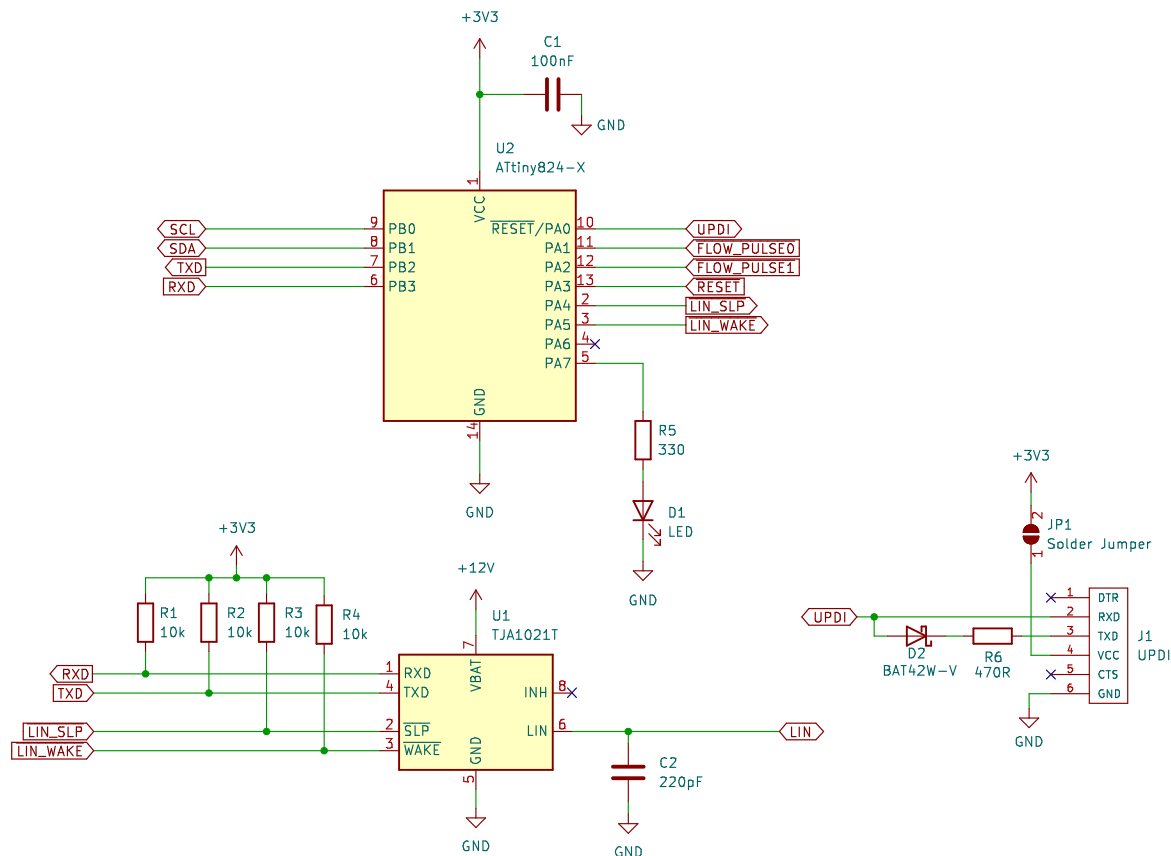 +3V3
C1
100nF
GND
U2
ATtiny824-X
1
VCC
SCL
9
PB0
RESET/PA0
10
UPDI
SDA
8
PB1
PA1
11
FLOW_PULSE0
TXD
7
PB2
PA2
12
FLOW_PULSE1
RXD
6
PB3
PA3
13
RESET
PA4
2
LIN_SLP
PA5
3
LIN_WAKE
PA6
4
PA7
5
GND
14
GND
R5
330
D1
LED
GND
+3V3
R1
10k
R2
10k
R3
10k
R4
10k
+12V
U1
TJA1021T
7
VBAT
RXD
1
RXD
TXD
4
TXD
INH
8
LIN_SLP
2
SLP
LIN
6
LIN
LIN_WAKE
3
WAKE
GND
5
GND
C2
220pF
GND
+3V3
2
JP1
Solder Jumper
1
UPDI
D2
BAT42W-V
R6
470R
1
DTR
2
RXD
3
TXD
4
VCC
5
CTS
6
GND
J1
UPDI
GND